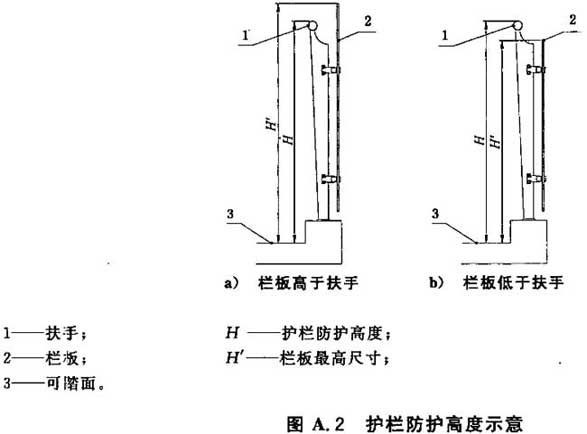 1
2
H'
H
3
a) 栏板高于扶手
1
2
H
H'
3
b) 栏板低于扶手
1——扶手；
2——栏板；
3——可踏面。
H——护栏防护高度；
H'——栏板最高尺寸；
图 A.2 护栏防护高度示意